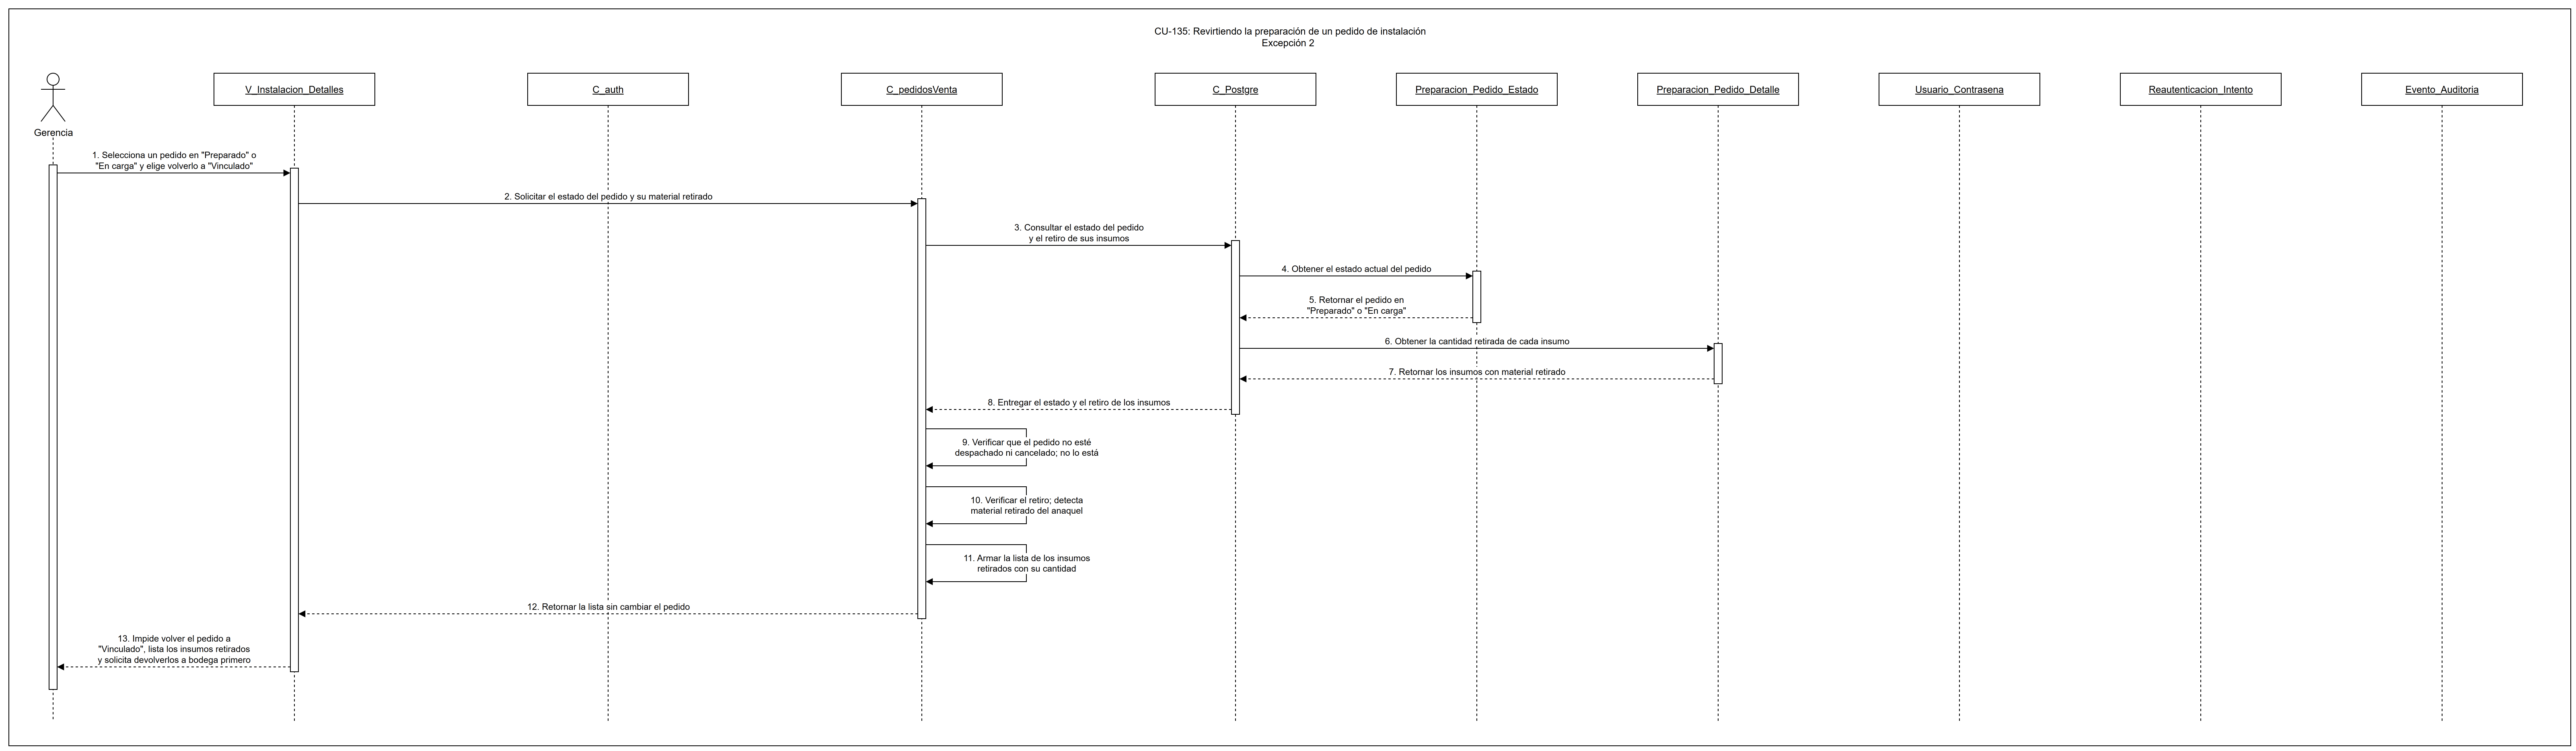 CU-135: Revirtiendo la preparación de un pedido de instalación
Excepción 2
Gerencia
V_Instalacion_Detalles
C_auth
C_pedidosVenta
C_Postgre
Preparacion_Pedido_Estado
Preparacion_Pedido_Detalle
Usuario_Contrasena
Reautenticacion_Intento
Evento_Auditoria
1. Selecciona un pedido en "Preparado" o
"En carga" y elige volverlo a "Vinculado"
2. Solicitar el estado del pedido y su material retirado
3. Consultar el estado del pedido
y el retiro de sus insumos
4. Obtener el estado actual del pedido
5. Retornar el pedido en
"Preparado" o "En carga"
6. Obtener la cantidad retirada de cada insumo
7. Retornar los insumos con material retirado
8. Entregar el estado y el retiro de los insumos
9. Verificar que el pedido no esté
despachado ni cancelado; no lo está
10. Verificar el retiro; detecta
material retirado del anaquel
11. Armar la lista de los insumos
retirados con su cantidad
12. Retornar la lista sin cambiar el pedido
13. Impide volver el pedido a
"Vinculado", lista los insumos retirados
y solicita devolverlos a bodega primero